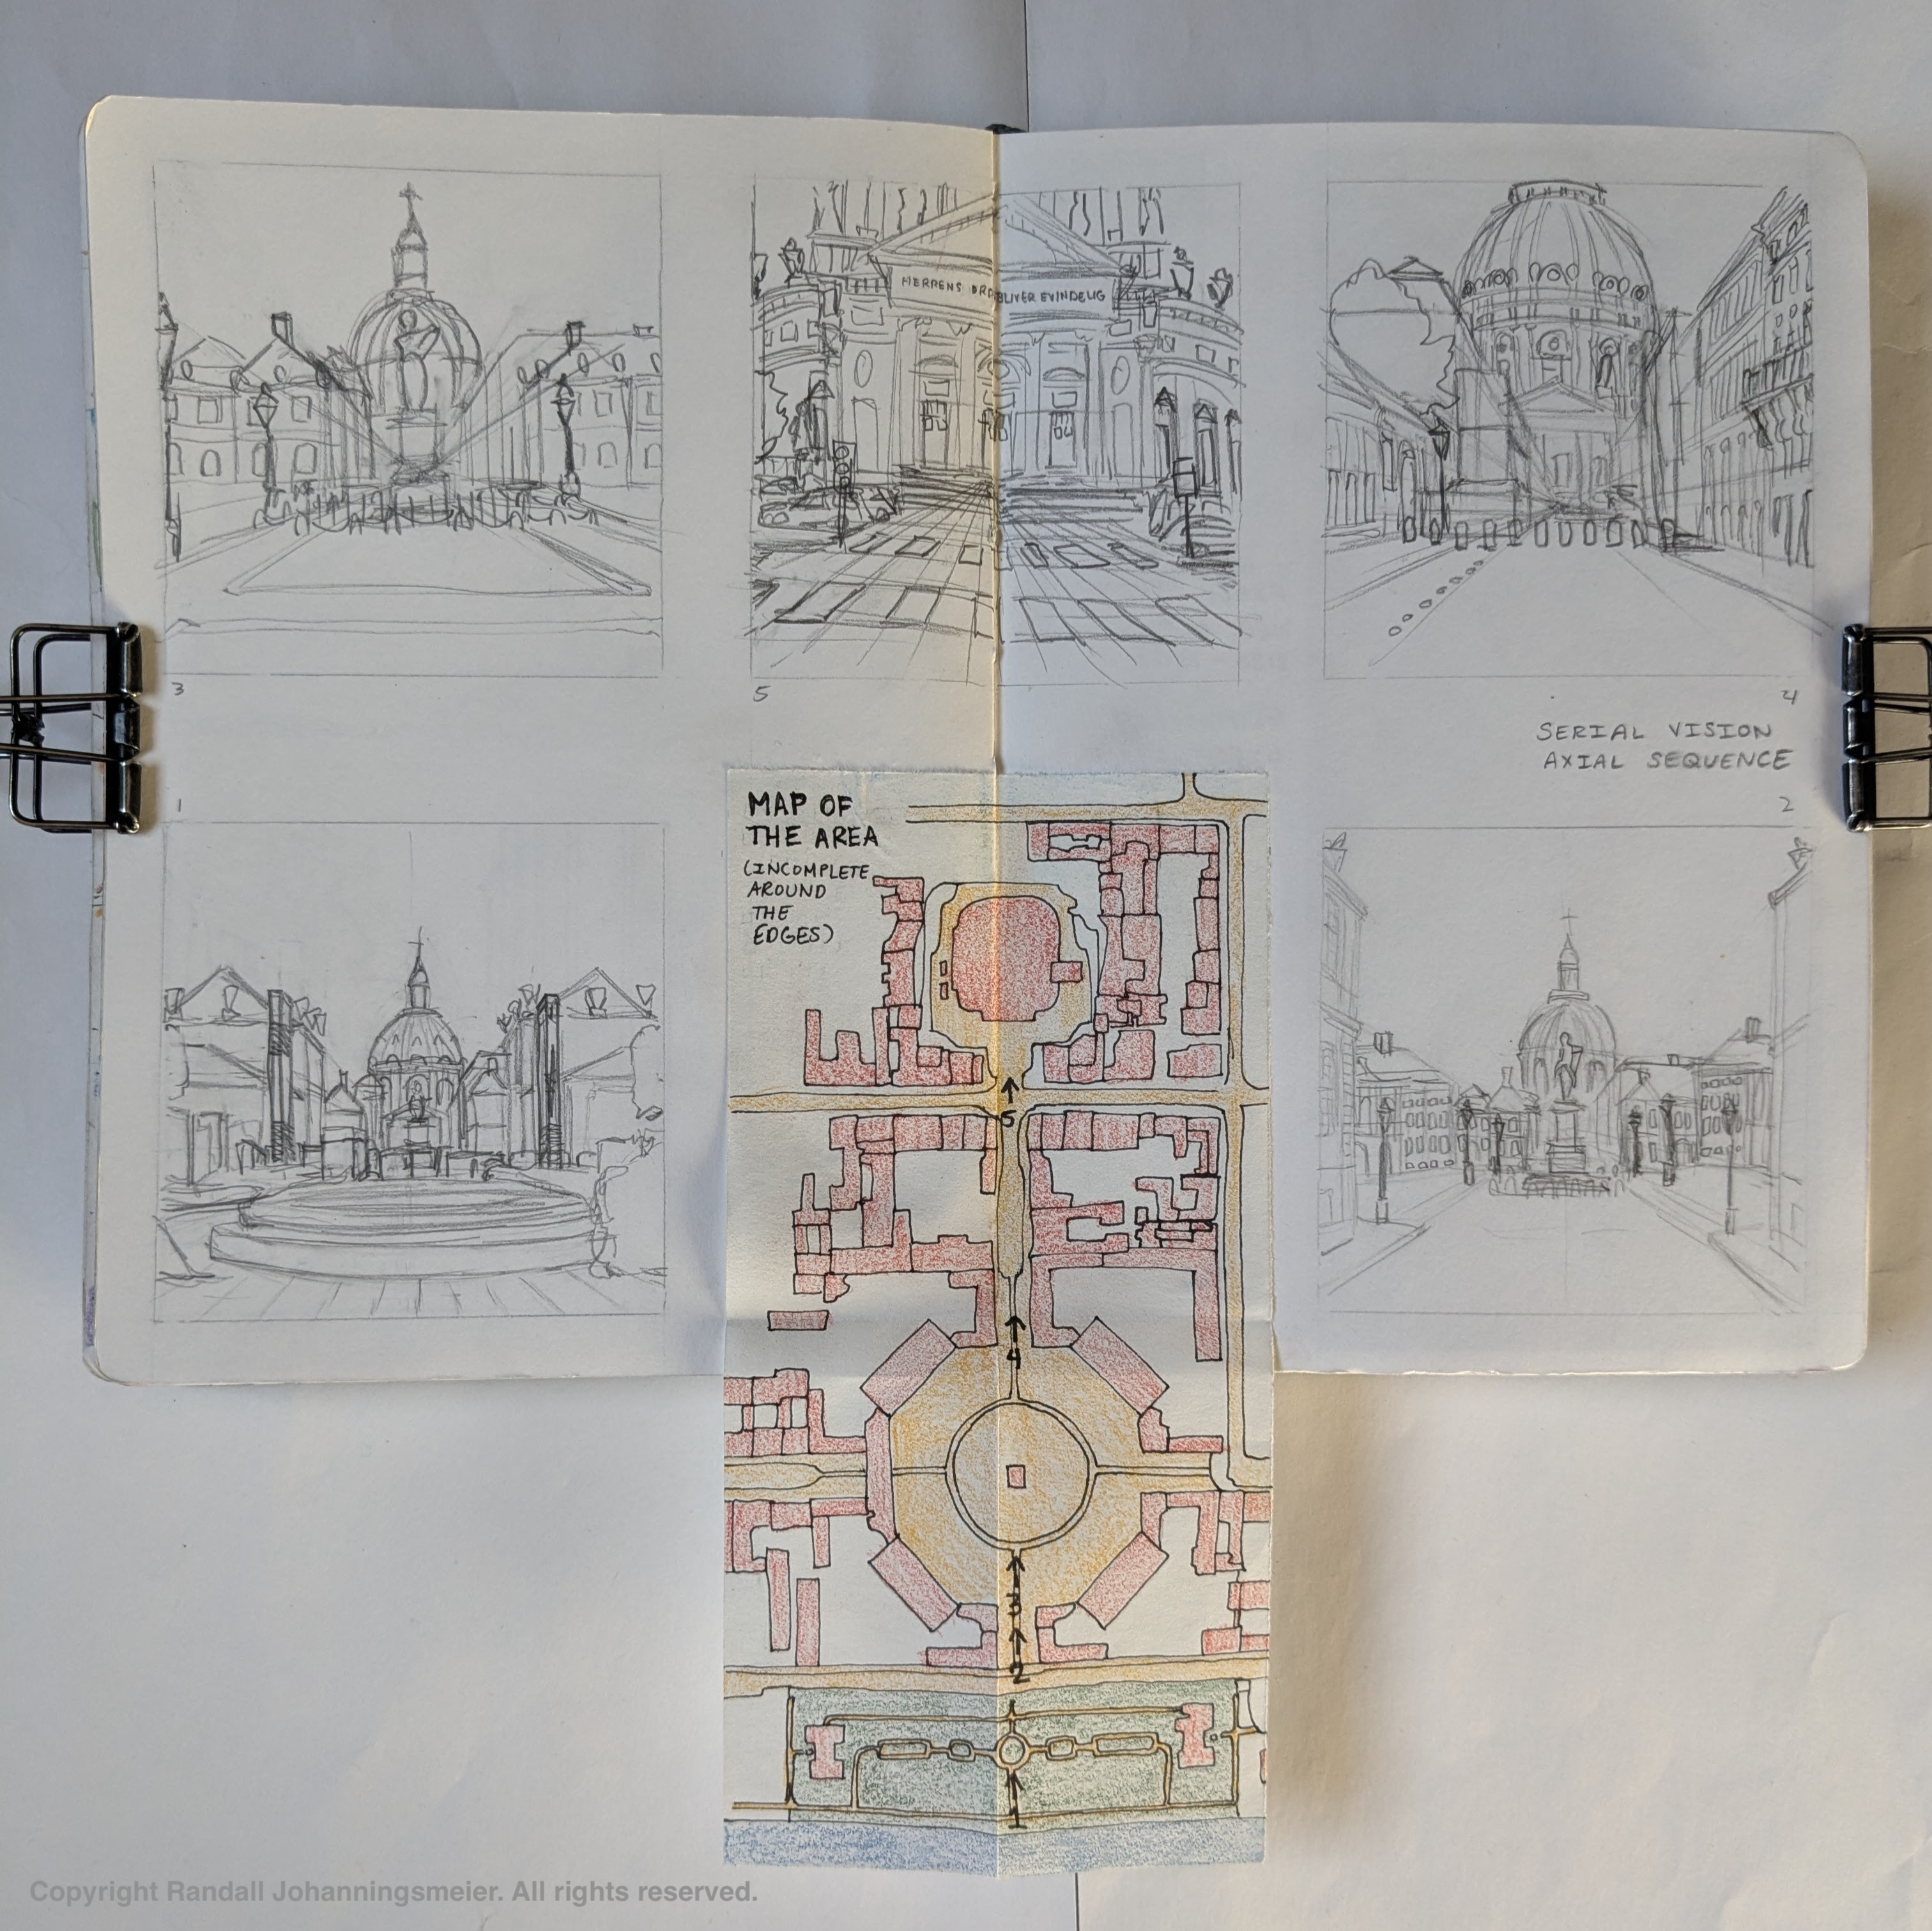 HERRENS ORD BLIVER EVINDELIG
3
5
4
SERIAL VISION
AXIAL SEQUENCE
1
2
MAP OF
THE AREA
(INCOMPLETE
AROUND
THE
EDGES)
5
4
3
2
1
Copyright Randall Johanningsmeier. All rights reserved.